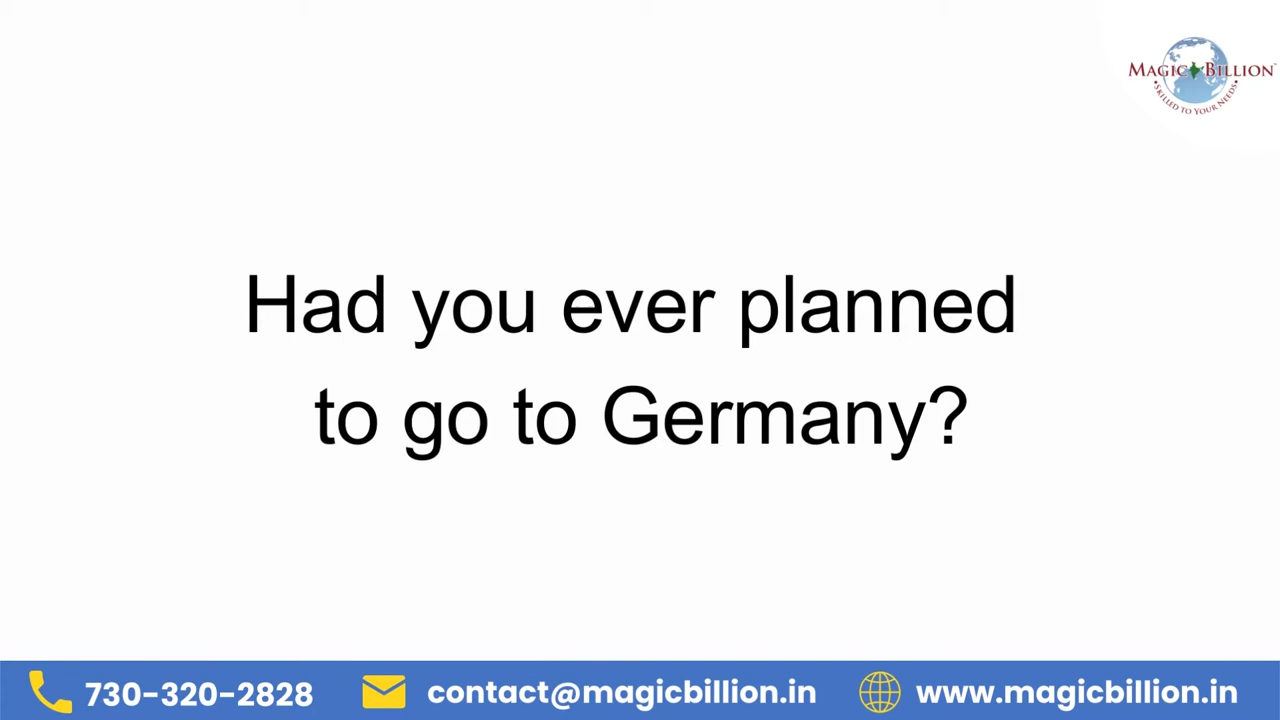 MAGIC BILLION
•SKILLED TO YOUR NEEDS•
Had you ever planned
to go to Germany?
730-320-2828 contact@magicbillion.in www.magicbillion.in